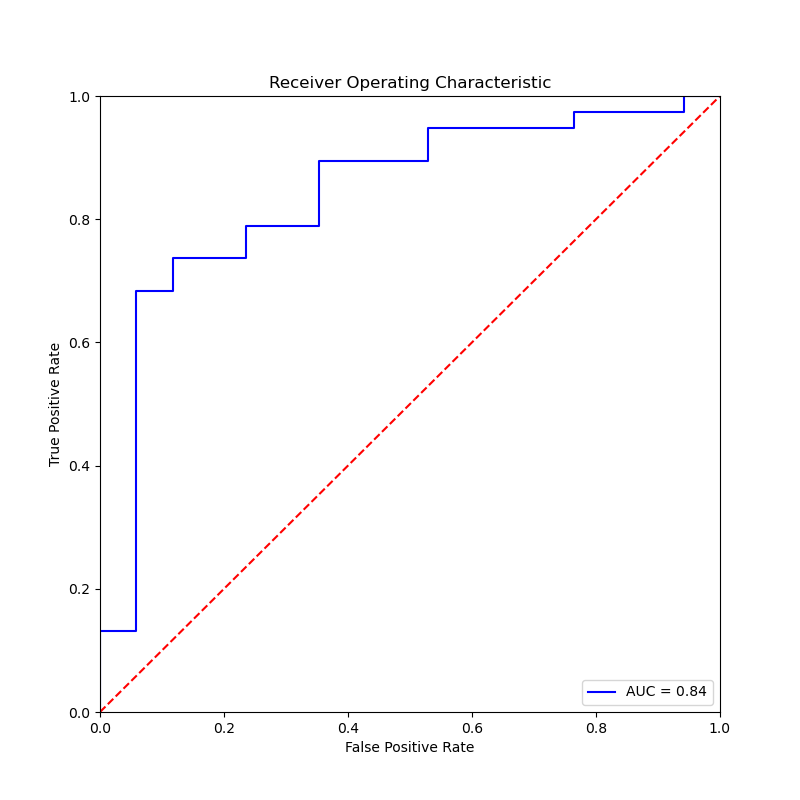 Receiver Operating Characteristic
True Positive Rate
1.0
0.8
0.6
0.4
0.2
0.0
AUC = 0.84
0.0 0.2 0.4 0.6 0.8 1.0
False Positive Rate